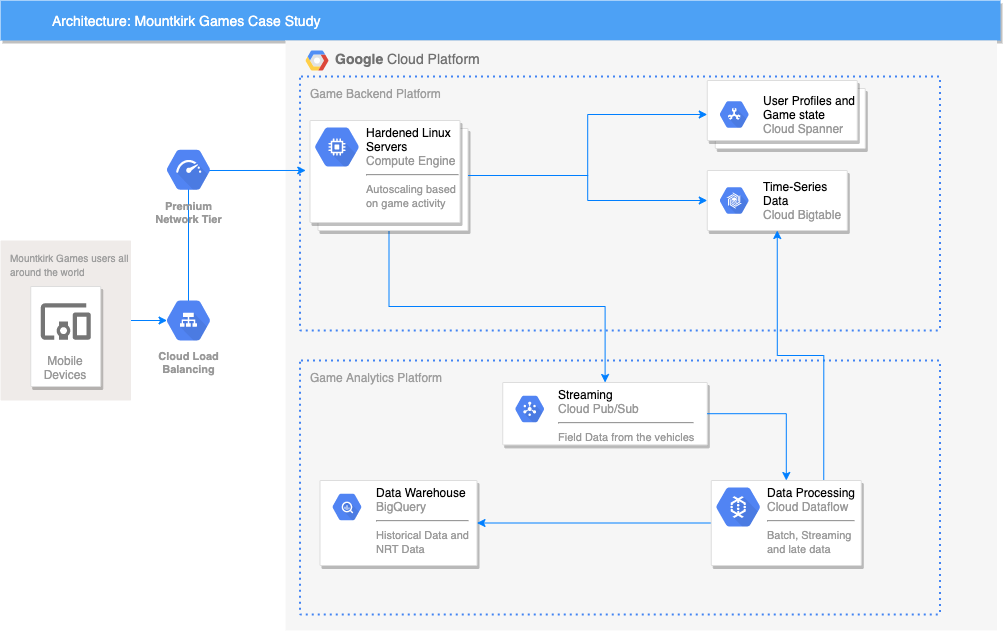 Architecture: Mountkirk Games Case Study
Google Cloud Platform
Game Backend Platform
Hardened Linux
Servers
Compute Engine
Autoscaling based
on game activity
User Profiles and
Game state
Cloud Spanner
Time-Series
Data
Cloud Bigtable
Premium
Network Tier
Mountkirk Games users all
around the world
Mobile
Devices
Cloud Load
Balancing
Game Analytics Platform
Streaming
Cloud Pub/Sub
Field Data from the vehicles
Data Warehouse
BigQuery
Historical Data and
NRT Data
Data Processing
Cloud Dataflow
Batch, Streaming
and late data